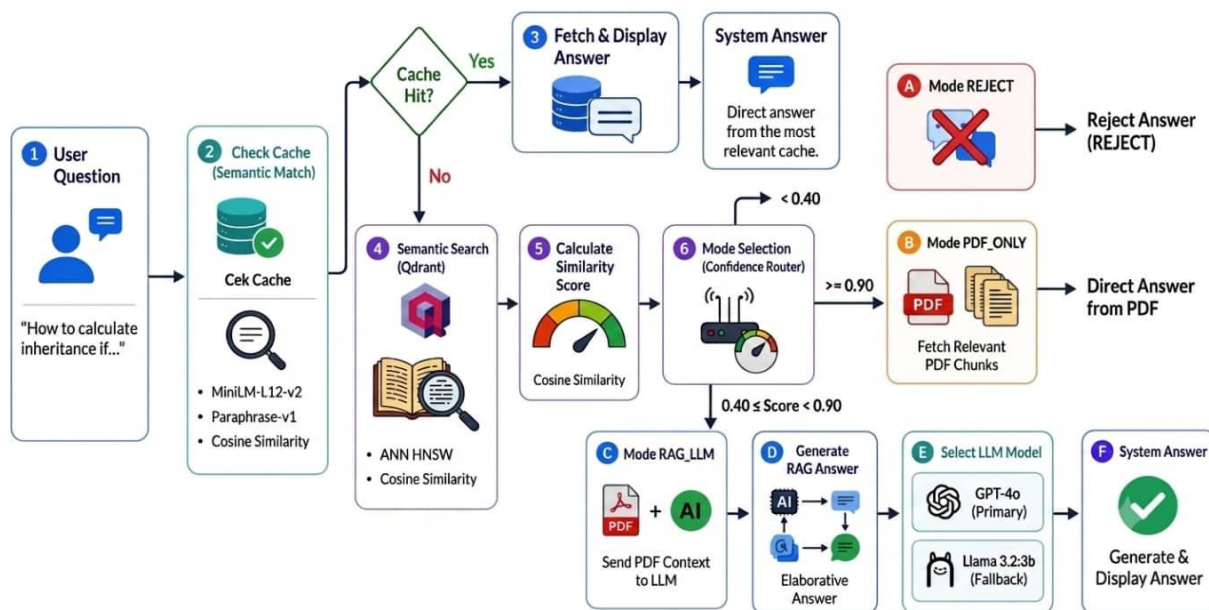 1 User
Question
"How to calculate
inheritance if..."
2 Check Cache
(Semantic Match)
Cek Cache
• MiniLM-L12-v2
• Paraphrase-v1
• Cosine Similarity
Cache
Hit?
Yes
No
3 Fetch & Display
Answer
System Answer
Direct answer
from the most
relevant cache.
4 Semantic Search
(Qdrant)
• ANN HNSW
• Cosine Similarity
5 Calculate
Similarity
Score
Cosine Similarity
6 Mode Selection
(Confidence Router)
< 0.40
>= 0.90
0.40 ≤ Score < 0.90
A Mode REJECT
Reject Answer
(REJECT)
B Mode PDF_ONLY
PDF
Fetch Relevant
PDF Chunks
Direct Answer
from PDF
C Mode RAG_LLM
PDF + AI
Send PDF Context
to LLM
D Generate
RAG Answer
AI
Elaborative
Answer
E Select LLM Model
GPT-4o
(Primary)
Llama 3.2:3b
(Fallback)
F System Answer
Generate &
Display Answer